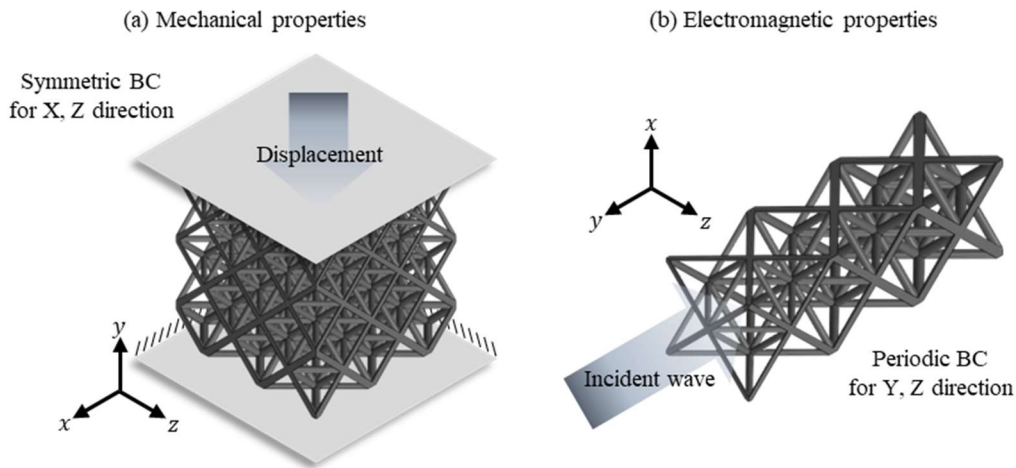 (a) Mechanical properties
Symmetric BC
for X, Z direction
Displacement
y
x
z
(b) Electromagnetic properties
x
y
z
Incident wave
Periodic BC
for Y, Z direction